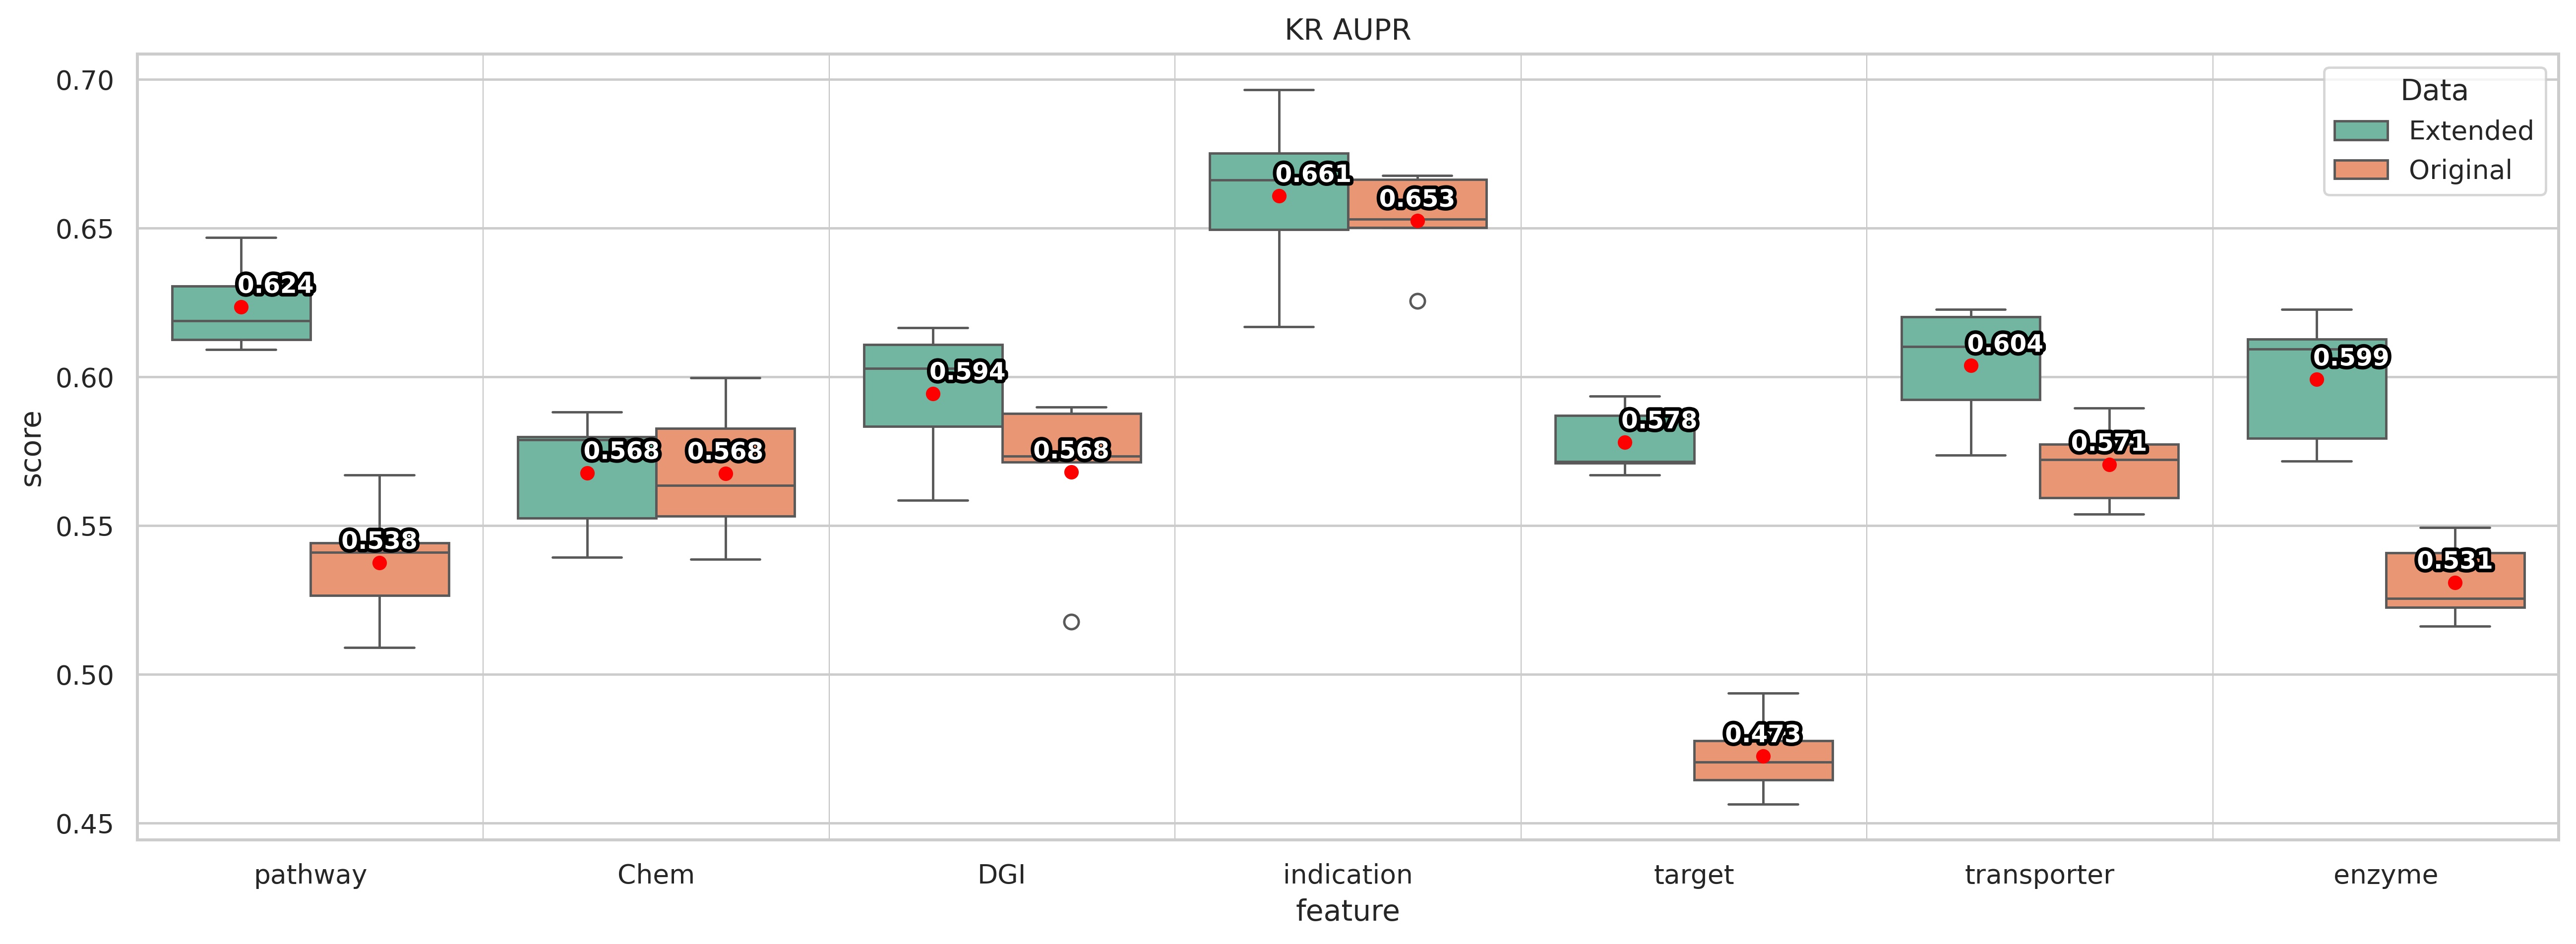 KR AUPR
Data
Extended
Original
score
0.70
0.65
0.60
0.55
0.50
0.45
0.624
0.538
0.568
0.568
0.594
0.568
0.661
0.653
0.578
0.473
0.604
0.571
0.599
0.531
pathway
Chem
DGI
indication
target
transporter
enzyme
feature